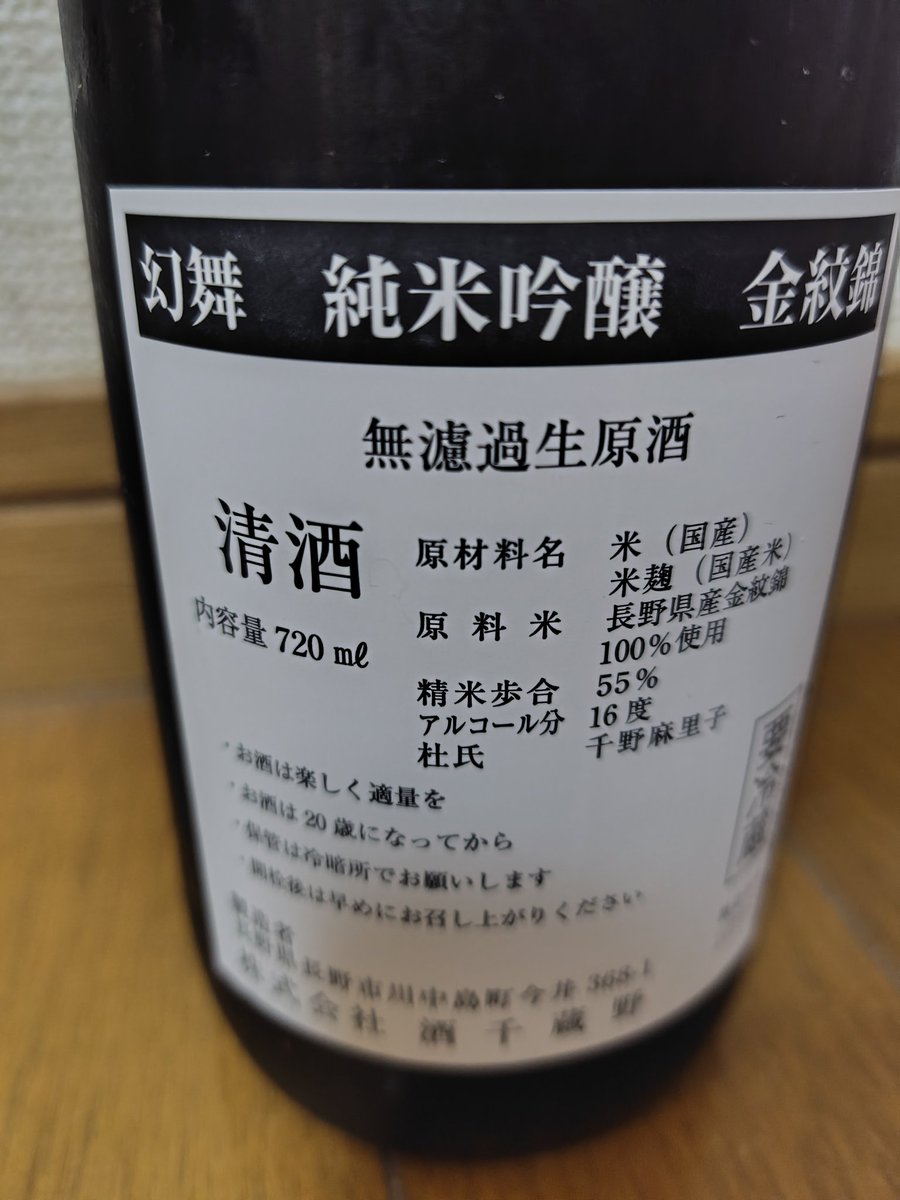 幻舞 純米吟醸 金紋錦
無濾過生原酒
清酒
内容量 720 ㎖
原材料名 米（国産）
米麹（国産米）
原料米 長野県産金紋錦
100%使用
精米歩合 55%
アルコール分 16度
杜氏 千野麻里子
・お酒は楽しく適量を
・お酒は20歳になってから
・保管は冷暗所でお願いします
・開栓後は早めにお召し上がりください
製造者
長野県長野市川中島町今井368-1
株式会社 酒千蔵野
要冷蔵